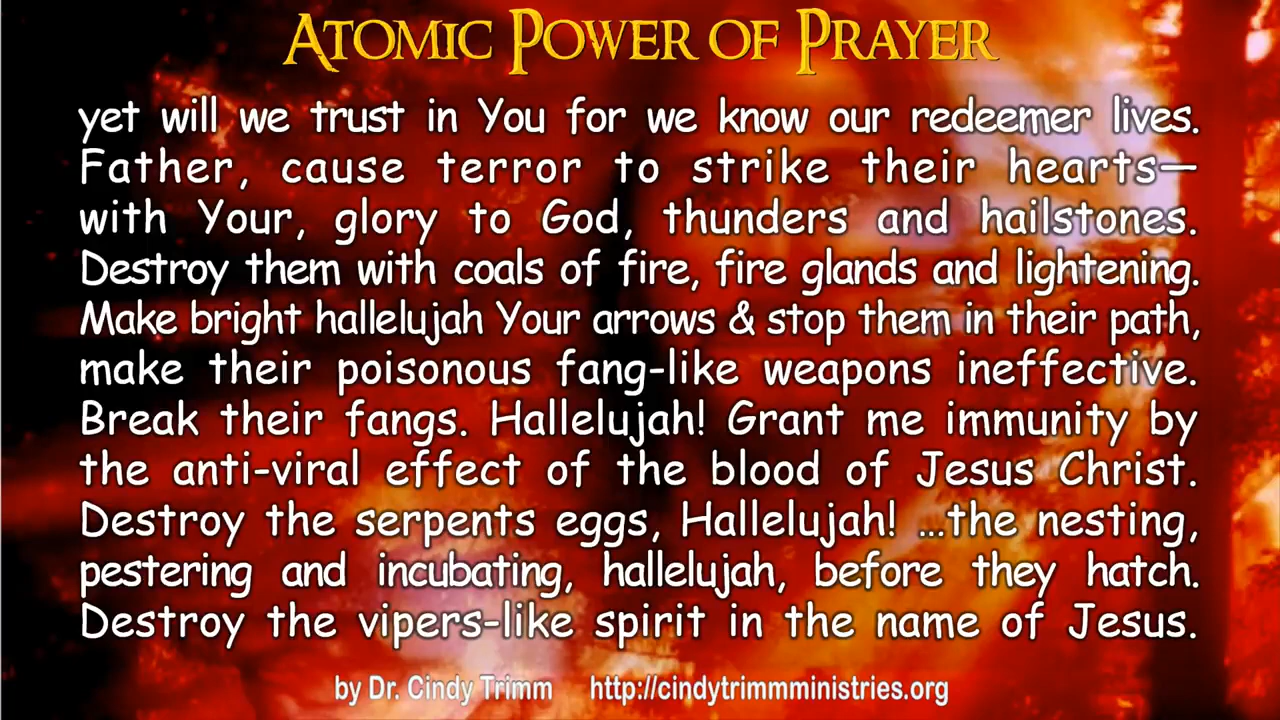 Atomic Power of Prayer
yet will we trust in You for we know our redeemer lives.
Father, cause terror to strike their hearts—
with Your, glory to God, thunders and hailstones.
Destroy them with coals of fire, fire glands and lightening.
Make bright hallelujah Your arrows & stop them in their path,
make their poisonous fang-like weapons ineffective.
Break their fangs. Hallelujah! Grant me immunity by
the anti-viral effect of the blood of Jesus Christ.
Destroy the serpents eggs, Hallelujah! ...the nesting,
pestering and incubating, hallelujah, before they hatch.
Destroy the vipers-like spirit in the name of Jesus.
by Dr. Cindy Trimm http://cindytrimmministries.org